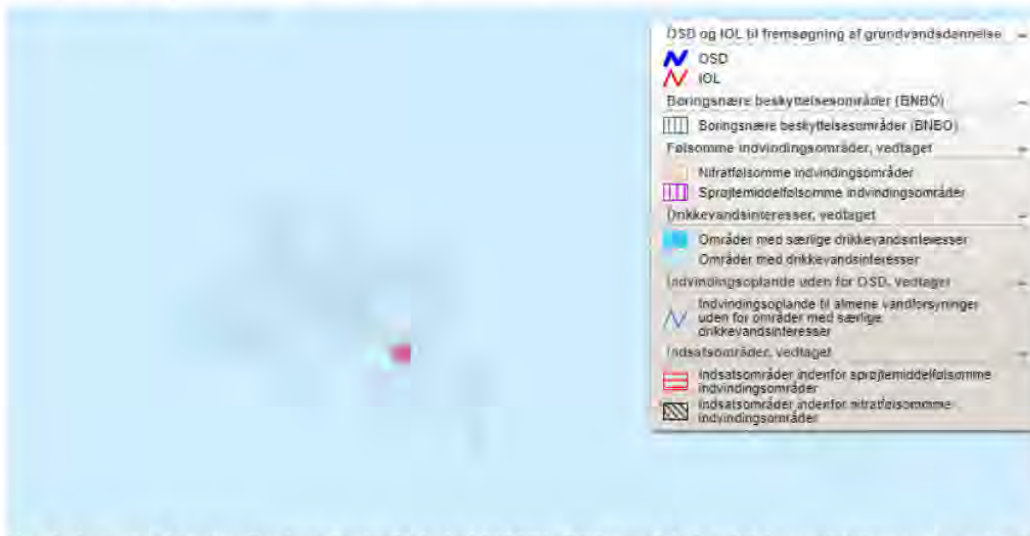 OSD og IOL til fremsøgning af grundvandsdannelse
OSD
IOL
Boringsnære beskyttelsesområder (BNBO)
Boringsnære beskyttelsesområder (BNBO)
Følsomme indvindingsområder, vedtaget
Nitratfølsomme indvindingsområder
Sprøjtemiddelfølsomme indvindingsområder
Drikkevandsinteresser, vedtaget
Områder med særlige drikkevandsinteresser
Områder med drikkevandsinteresser
Indvindingsoplande uden for OSD, vedtaget
Indvindingsoplande til almene vandforsyninger
uden for områder med særlige
drikkevandsinteresser
Indsatsområder, vedtaget
Indsatsområder indenfor sprøjtemiddelfølsomme
indvindingsområder
Indsatsområder indenfor nitratfølsommme
indvindingsområder